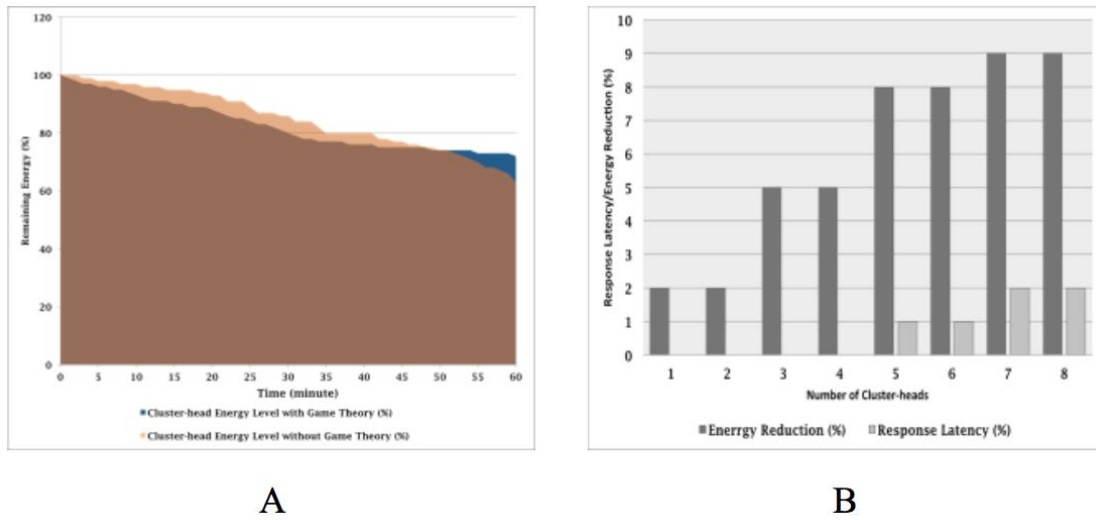 120
100
80
60
40
20
0
Remaining Energy (%)
0 5 10 15 20 25 30 35 40 45 50 55 60
Time (minute)
Cluster-head Energy Level with Game Theory (%)
Cluster-head Energy Level without Game Theory (%)
A
10
9
8
7
6
5
4
3
2
1
0
Response Latency/Energy Reduction (%)
1 2 3 4 5 6 7 8
Number of Cluster-heads
Enerrgy Reduction (%) Response Latency (%)
B